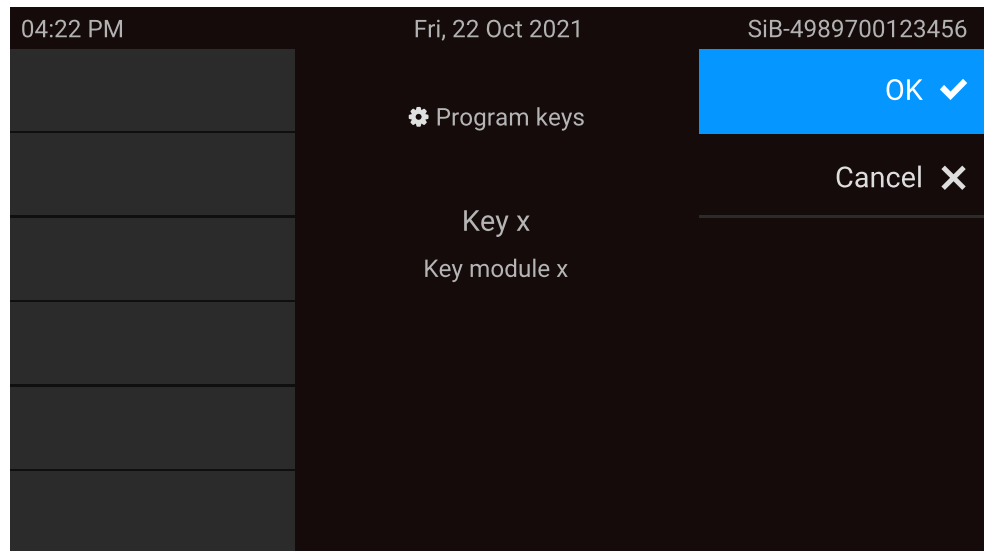 04:22 PM Fri, 22 Oct 2021 SiB-4989700123456
OK
Program keys
Cancel
Key x
Key module x